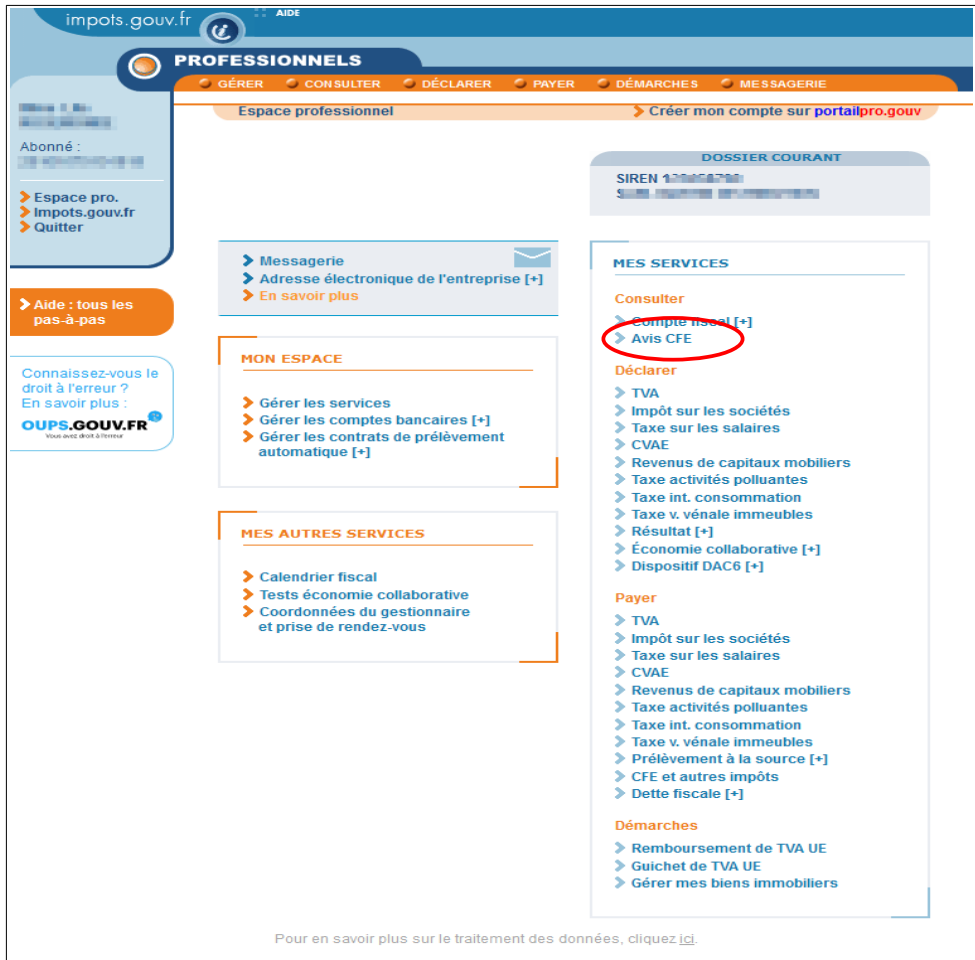 impots.gouv.fr
AIDE
PROFESSIONNELS
GÉRER CONSULTER DÉCLARER PAYER DÉMARCHES MESSAGERIE
Espace professionnel
Créer mon compte sur portailpro.gouv
Abonné :
Espace pro.
Impots.gouv.fr
Quitter
Aide : tous les
pas-à-pas
Connaissez-vous le
droit à l'erreur ?
En savoir plus :
OUPS.GOUV.FR
Vous avez droit à l'erreur
DOSSIER COURANT
SIREN
Messagerie
Adresse électronique de l'entreprise [+]
En savoir plus
MON ESPACE
Gérer les services
Gérer les comptes bancaires [+]
Gérer les contrats de prélèvement
automatique [+]
MES AUTRES SERVICES
Calendrier fiscal
Tests économie collaborative
Coordonnées du gestionnaire
et prise de rendez-vous
MES SERVICES
Consulter
Compte fiscal [+]
Avis CFE
Déclarer
TVA
Impôt sur les sociétés
Taxe sur les salaires
CVAE
Revenus de capitaux mobiliers
Taxe activités polluantes
Taxe int. consommation
Taxe v. vénale immeubles
Résultat [+]
Économie collaborative [+]
Dispositif DAC6 [+]
Payer
TVA
Impôt sur les sociétés
Taxe sur les salaires
CVAE
Revenus de capitaux mobiliers
Taxe activités polluantes
Taxe int. consommation
Taxe v. vénale immeubles
Prélèvement à la source [+]
CFE et autres impôts
Dette fiscale [+]
Démarches
Remboursement de TVA UE
Guichet de TVA UE
Gérer mes biens immobiliers
Pour en savoir plus sur le traitement des données, cliquez ici.